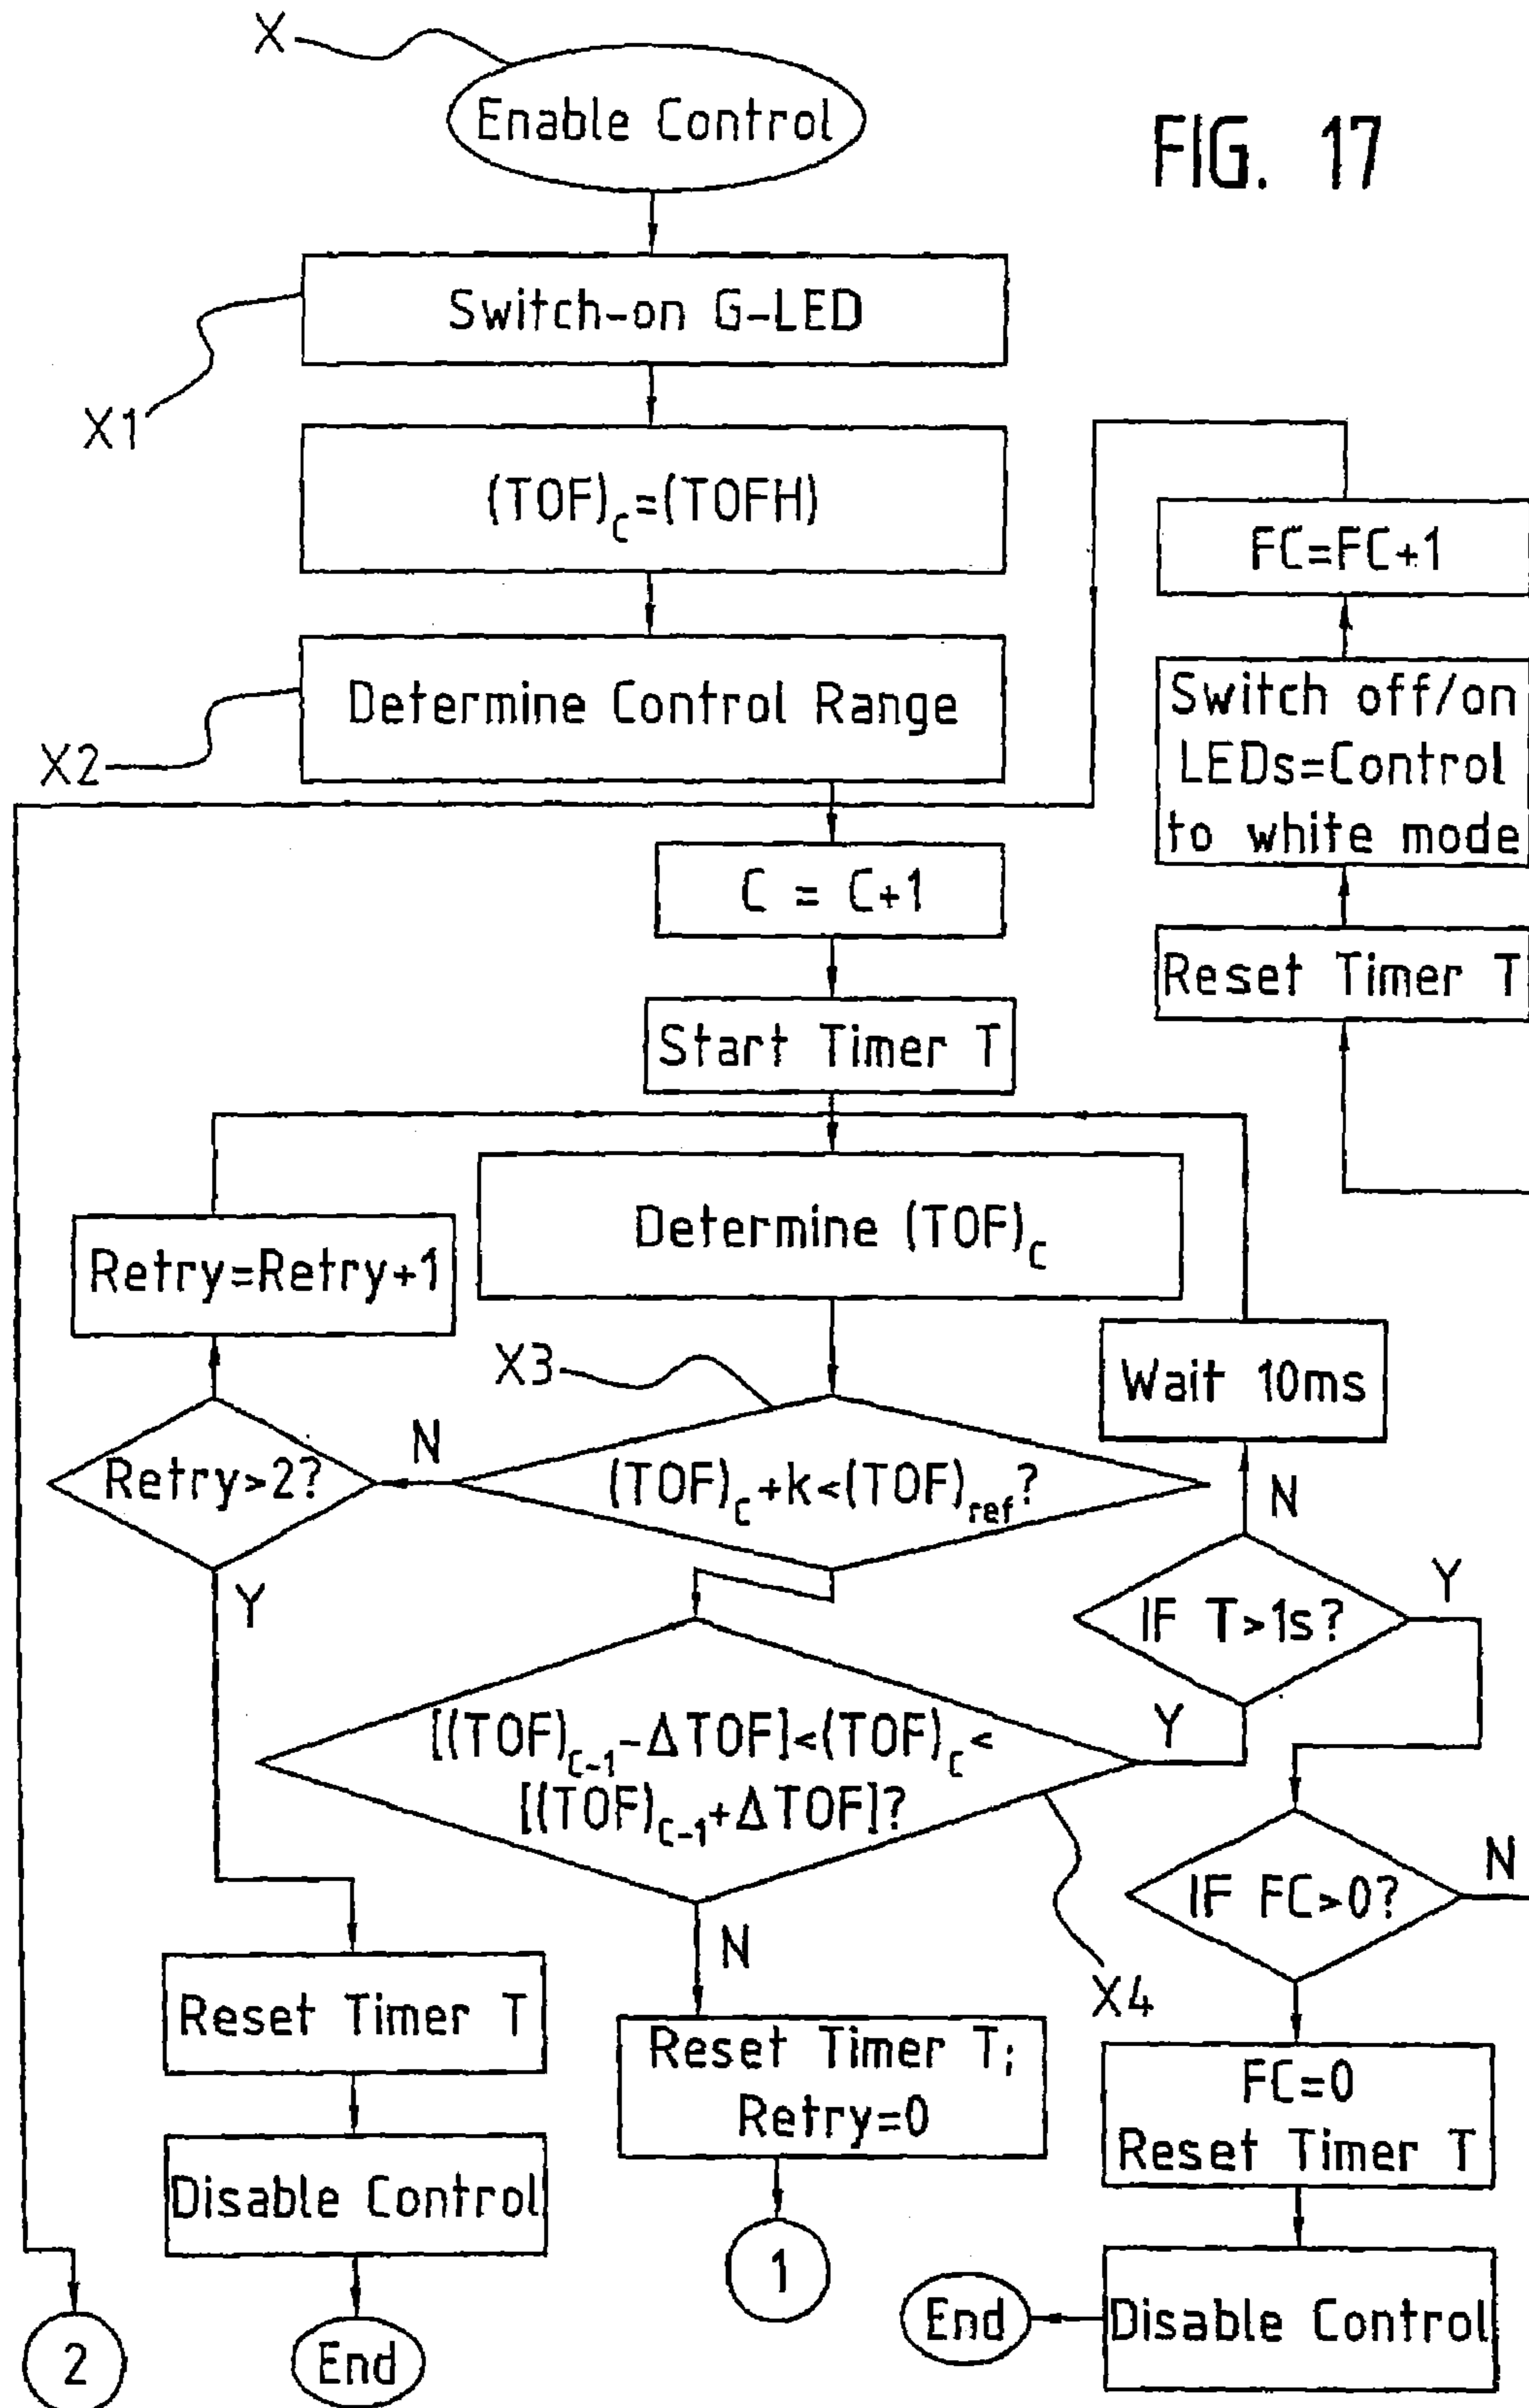 X
Enable Control
FIG. 17
X1
Switch-on G-LED
(TOF)c=(TOFH)
X2
Determine Control Range
C = C+1
Start Timer T
FC=FC+1
Switch off/on
LEDs=Control
to white mode
Reset Timer T
Retry=Retry+1
Determine (TOF)c
X3
Wait 10ms
Retry>2?
N
(TOF)c+k<(TOF)ref?
N
Y
IF T>1s?
Y
[(TOF)c-1-ΔTOF]<(TOF)c<
[(TOF)c-1+ΔTOF]?
Y
IF FC>0?
N
N
X4
Reset Timer T
Reset Timer T;
Retry=0
FC=0
Reset Timer T
Disable Control
1
End
Disable Control
2
End